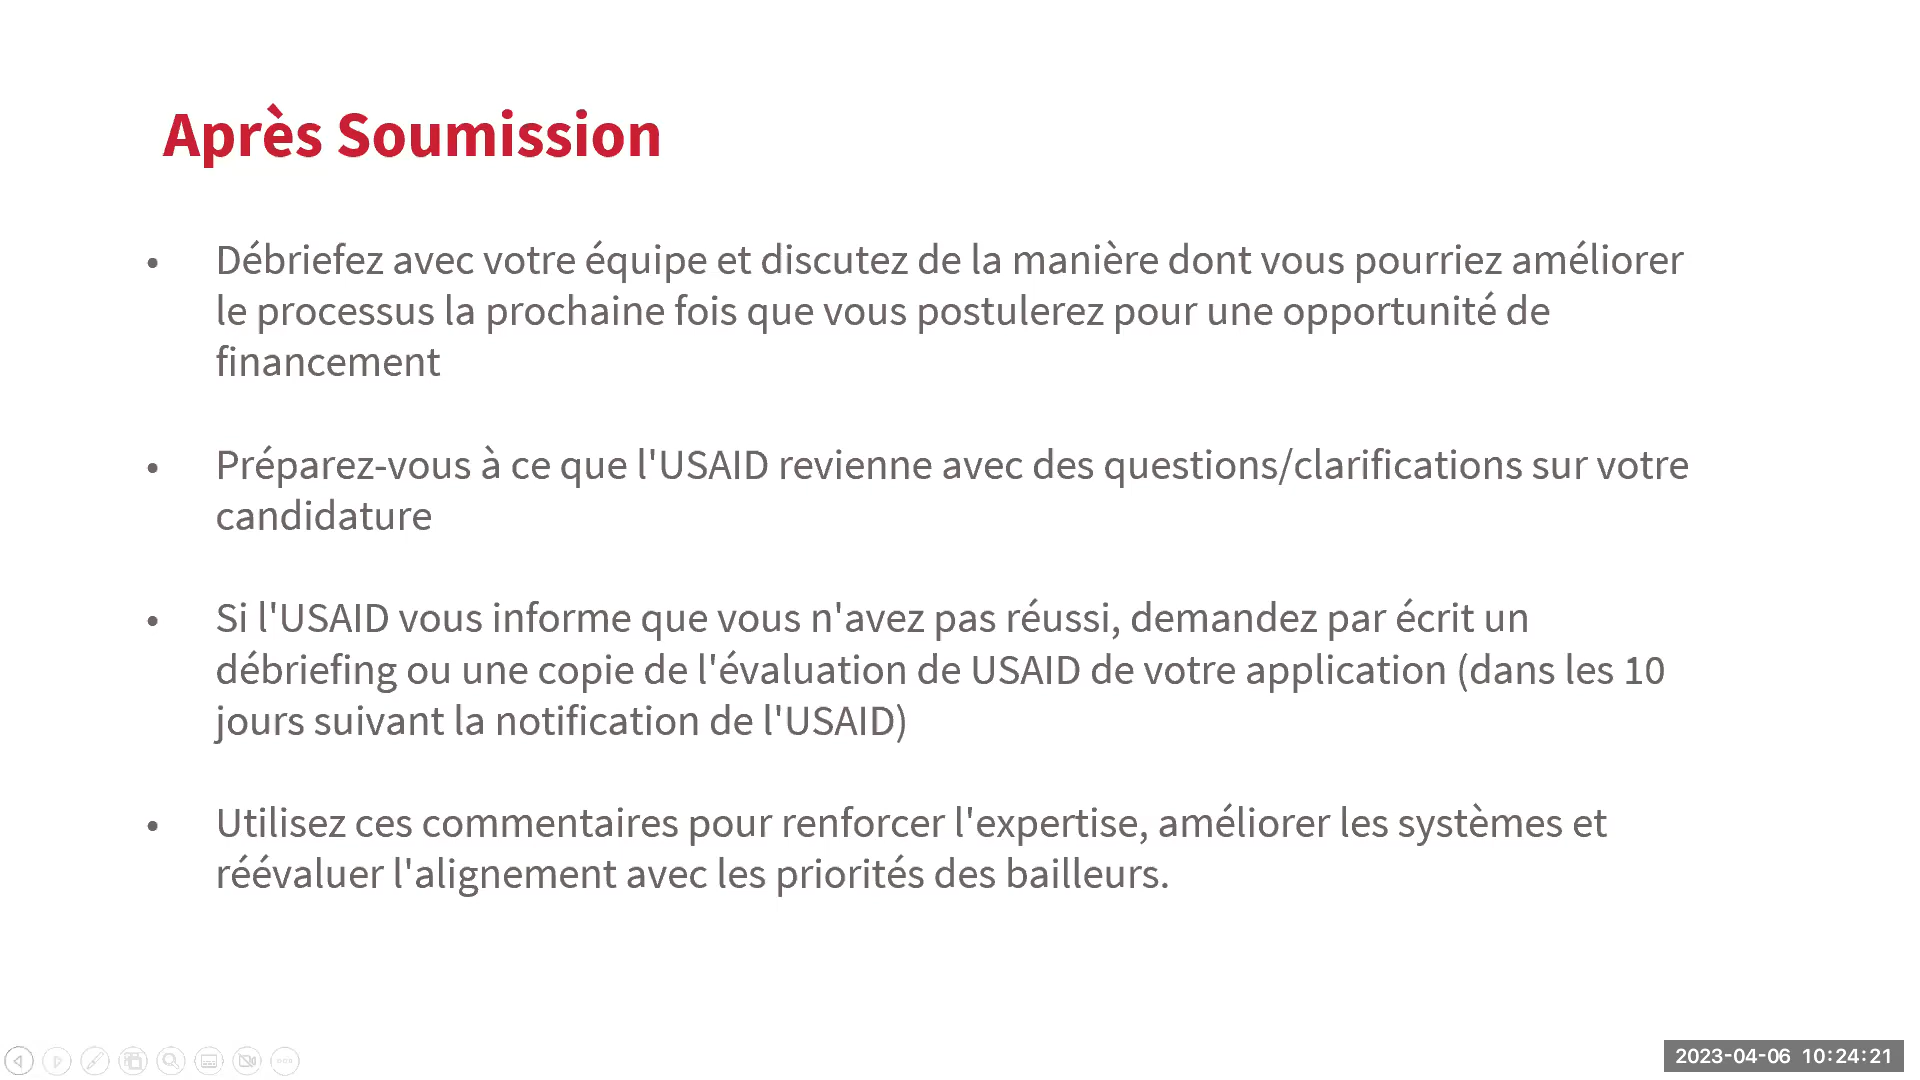 Après Soumission
• Débriefez avec votre équipe et discutez de la manière dont vous pourriez améliorer
le processus la prochaine fois que vous postulerez pour une opportunité de
financement
• Préparez-vous à ce que l'USAID revienne avec des questions/clarifications sur votre
candidature
• Si l'USAID vous informe que vous n'avez pas réussi, demandez par écrit un
débriefing ou une copie de l'évaluation de USAID de votre application (dans les 10
jours suivant la notification de l'USAID)
• Utilisez ces commentaires pour renforcer l'expertise, améliorer les systèmes et
réévaluer l'alignement avec les priorités des bailleurs.
2023-04-06 10:24:21